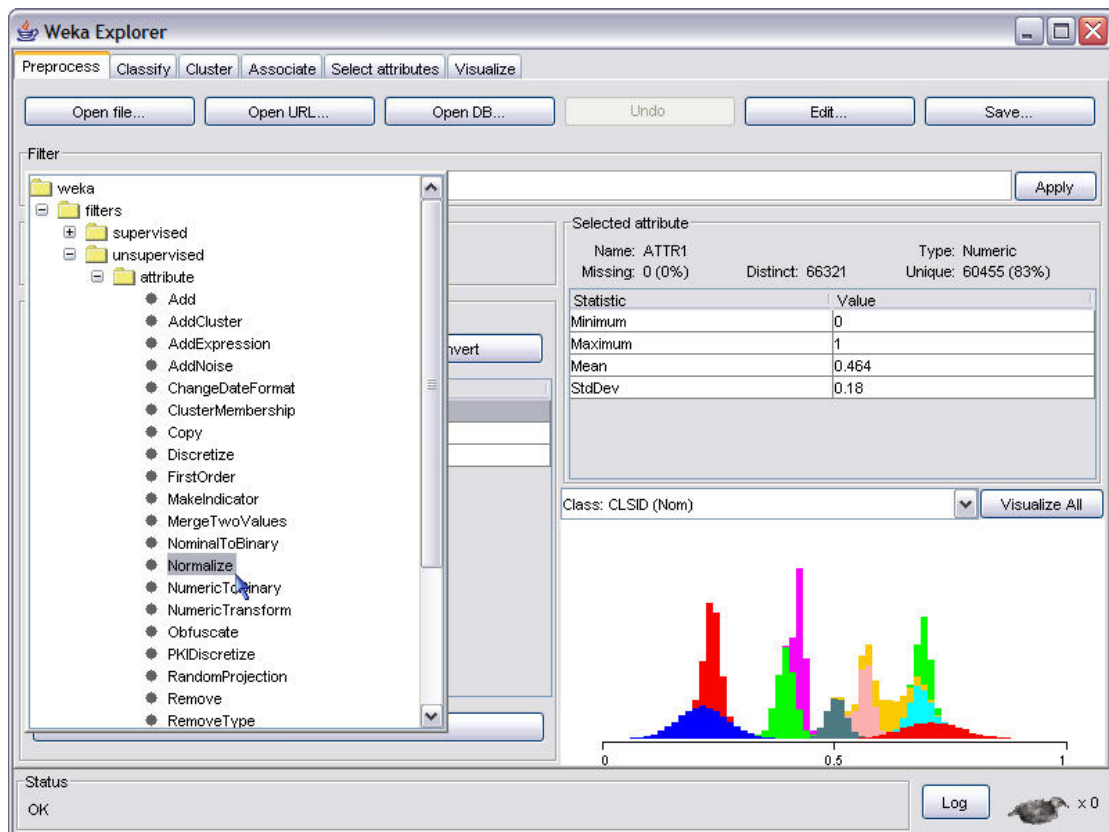 Weka Explorer
Preprocess Classify Cluster Associate Select attributes Visualize
Open file... Open URL... Open DB... Undo Edit... Save...
Filter
weka
filters
supervised
unsupervised
attribute
Add
AddCluster
AddExpression
AddNoise
ChangeDateFormat
ClusterMembership
Copy
Discretize
FirstOrder
MakeIndicator
MergeTwoValues
NominalToBinary
Normalize
NumericToBinary
NumericTransform
Obfuscate
PKIDiscretize
RandomProjection
Remove
RemoveType
Apply
nvert
Selected attribute
Name: ATTR1 Type: Numeric
Missing: 0 (0%) Distinct: 66321 Unique: 60455 (83%)
Statistic Value
Minimum 0
Maximum 1
Mean 0.464
StdDev 0.18
Class: CLSID (Nom) Visualize All
0 0.5 1
Status
OK
Log x 0